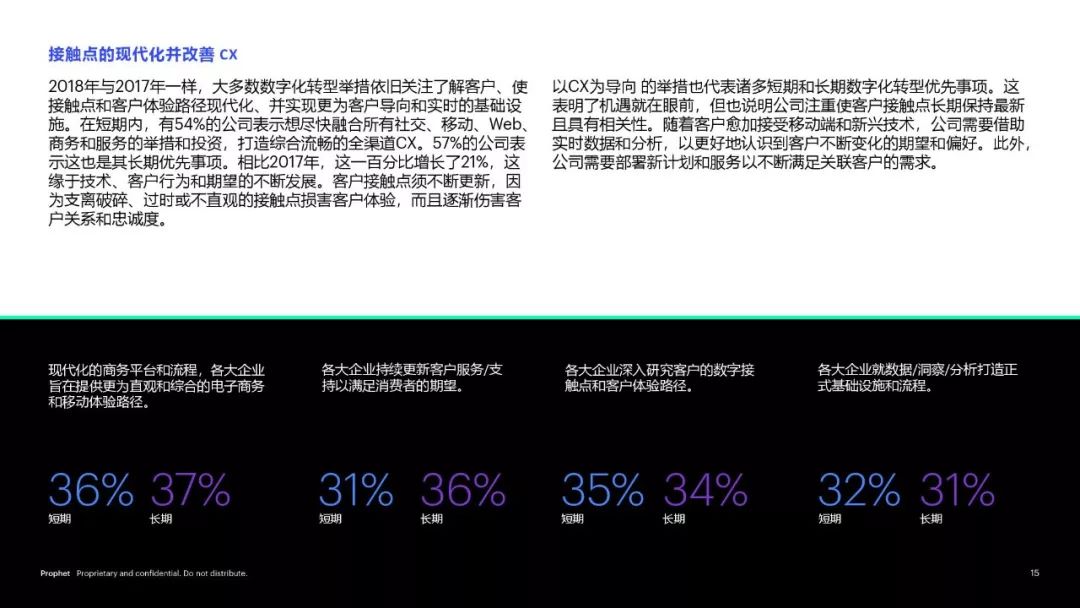 接触点的现代化并改善 CX
2018年与2017年一样，大多数数字化转型举措依旧关注了解客户、使
接触点和客户体验路径现代化、并实现更为客户导向和实时的基础设
施。在短期内，有54%的公司表示想尽快融合所有社交、移动、Web、
商务和服务的举措和投资，打造综合流畅的全渠道CX。57%的公司表
示这也是其长期优先事项。相比2017年，这一百分比增长了21%，这
缘于技术、客户行为和期望的不断发展。客户接触点须不断更新，因
为支离破碎、过时或不直观的接触点损害客户体验，而且逐渐伤害客
户关系和忠诚度。
以CX为导向 的举措也代表诸多短期和长期数字化转型优先事项。这
表明了机遇就在眼前，但也说明公司注重使客户接触点长期保持最新
且具有相关性。随着客户愈加接受移动端和新兴技术，公司需要借助
实时数据和分析，以更好地认识到客户不断变化的期望和偏好。此外，
公司需要部署新计划和服务以不断满足关联客户的需求。
现代化的商务平台和流程，各大企业
旨在提供更为直观和综合的电子商务
和移动体验路径。
36% 37%
短期 长期
各大企业持续更新客户服务/支
持以满足消费者的期望。
31% 36%
短期 长期
各大企业深入研究客户的数字接
触点和客户体验路径。
35% 34%
短期 长期
各大企业就数据/洞察/分析打造正
式基础设施和流程。
32% 31%
短期 长期
Prophet Proprietary and confidential. Do not distribute.
15